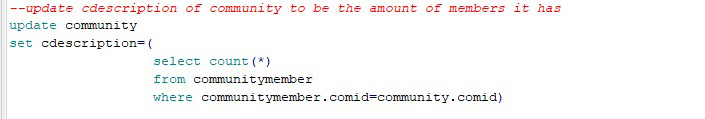 --update cdescription of community to be the amount of members it has
update community
set cdescription=(
select count(*)
from communitymember
where communitymember.comid=community.comid)